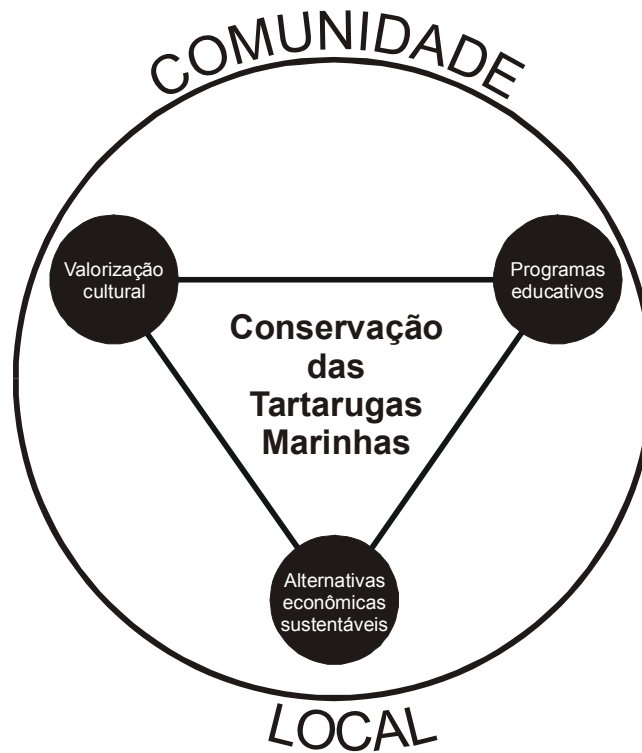 COMUNIDADE
Valorização
cultural
Programas
educativos
Conservação
das
Tartarugas
Marinhas
Alternativas
econômicas
sustentáveis
LOCAL